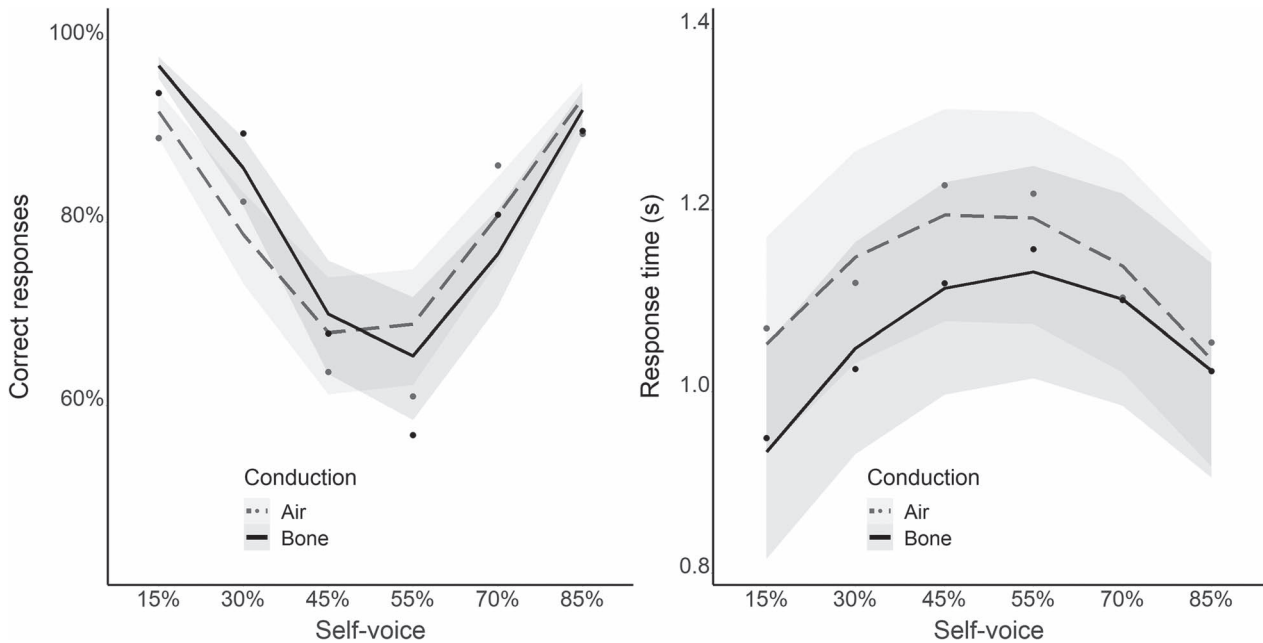 100%
80%
60%
Correct responses
Conduction
Air
Bone
15% 30% 45% 55% 70% 85%
Self-voice
1.4
1.2
1.0
0.8
Response time (s)
Conduction
Air
Bone
15% 30% 45% 55% 70% 85%
Self-voice